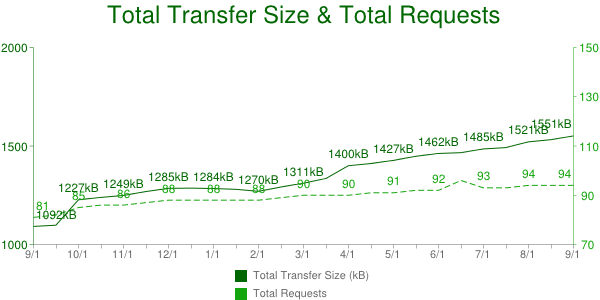 Total Transfer Size & Total Requests
2000
1500
1000
150
130
110
90
70
1092kB
1227kB
1249kB
1285kB
1284kB
1270kB
1311kB
1400kB
1427kB
1462kB
1485kB
1521kB
1551kB
81
85
86
88
88
88
90
90
91
92
93
94
94
9/1 10/1 11/1 12/1 1/1 2/1 3/1 4/1 5/1 6/1 7/1 8/1 9/1
Total Transfer Size (kB)
Total Requests